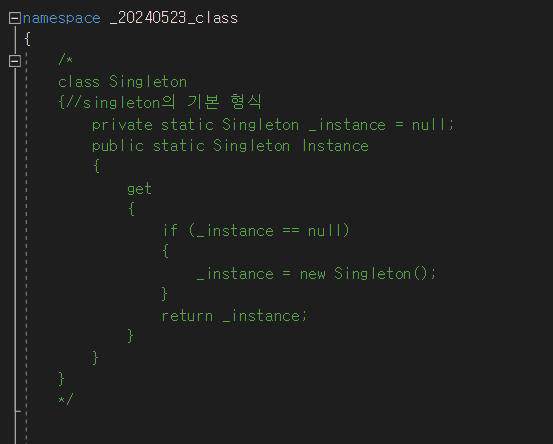 namespace _20240523_class
{
/*
class Singleton
{//singleton의 기본 형식
private static Singleton _instance = null;
public static Singleton Instance
{
get
{
if (_instance == null)
{
_instance = new Singleton();
}
return _instance;
}
}
}
*/